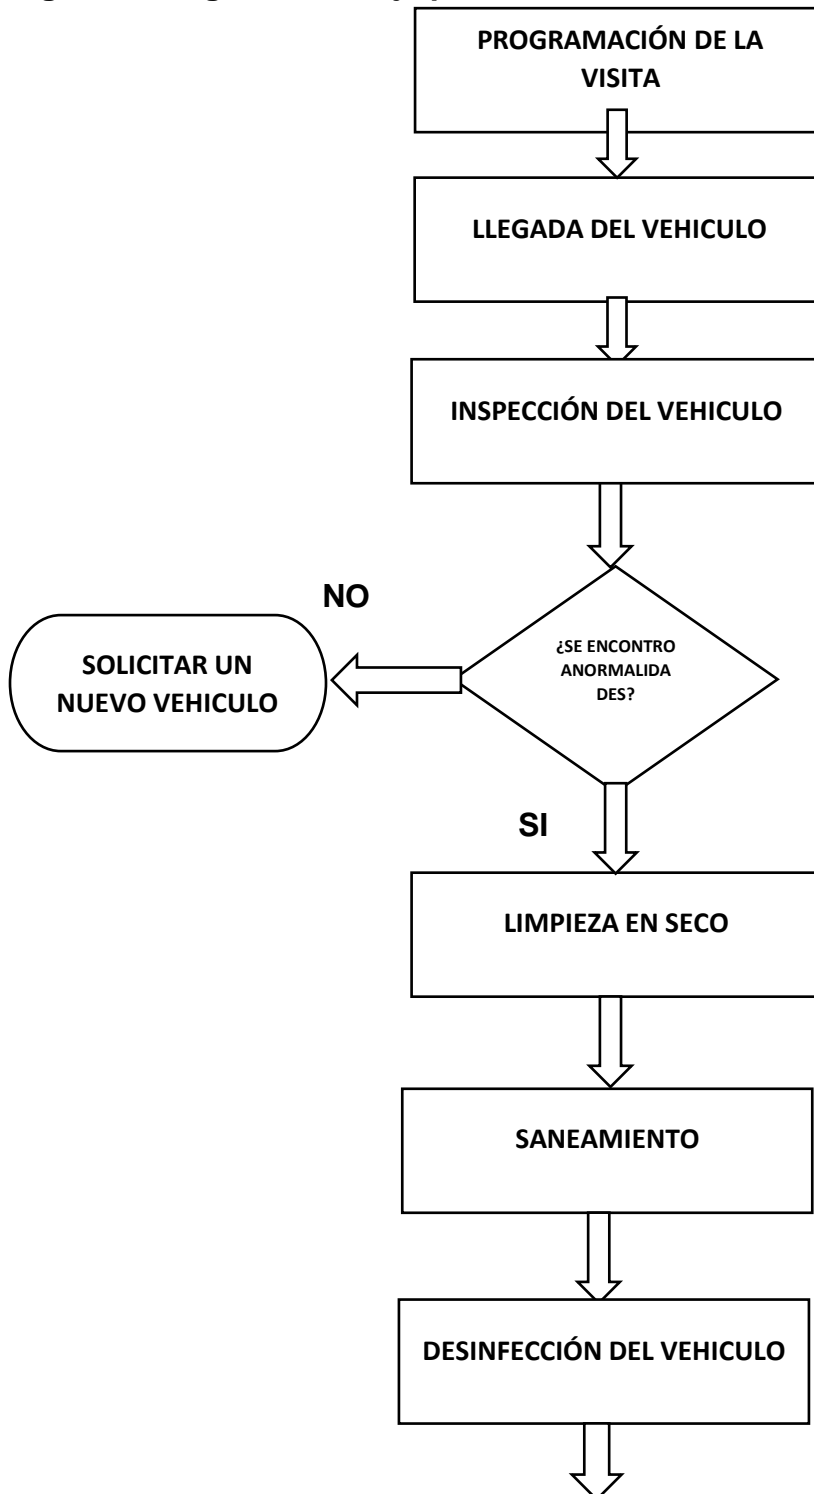 PROGRAMACIÓN DE LA
VISITA
LLEGADA DEL VEHICULO
INSPECCIÓN DEL VEHICULO
¿SE ENCONTRO
ANORMALIDA
DES?
NO
SOLICITAR UN
NUEVO VEHICULO
SI
LIMPIEZA EN SECO
SANEAMIENTO
DESINFECCIÓN DEL VEHICULO